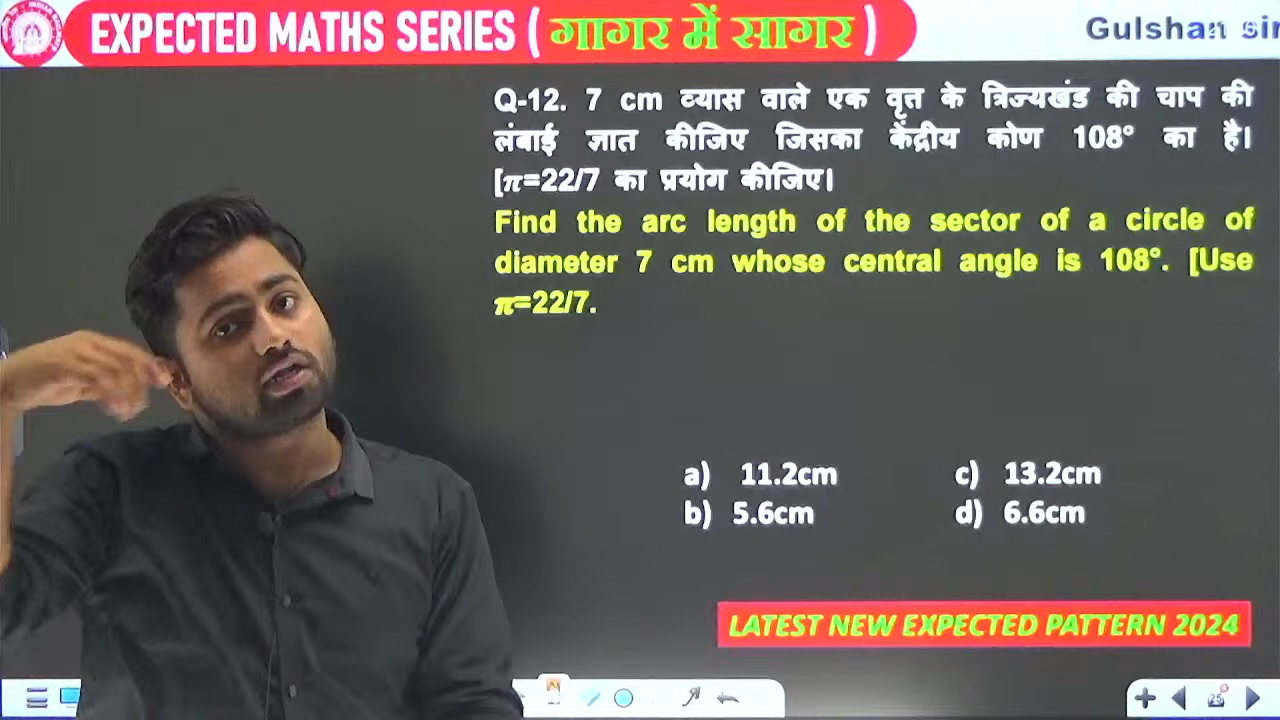 EXPECTED MATHS SERIES ( गागर में सागर )
Gulshan sir
Q-12. 7 cm व्यास वाले एक वृत्त के त्रिज्यखंड की चाप की
लंबाई ज्ञात कीजिए जिसका केंद्रीय कोण 108° का है।
[π=22/7 का प्रयोग कीजिए।
Find the arc length of the sector of a circle of
diameter 7 cm whose central angle is 108°. [Use
π=22/7.
a) 11.2cm c) 13.2cm
b) 5.6cm d) 6.6cm
LATEST NEW EXPECTED PATTERN 2024